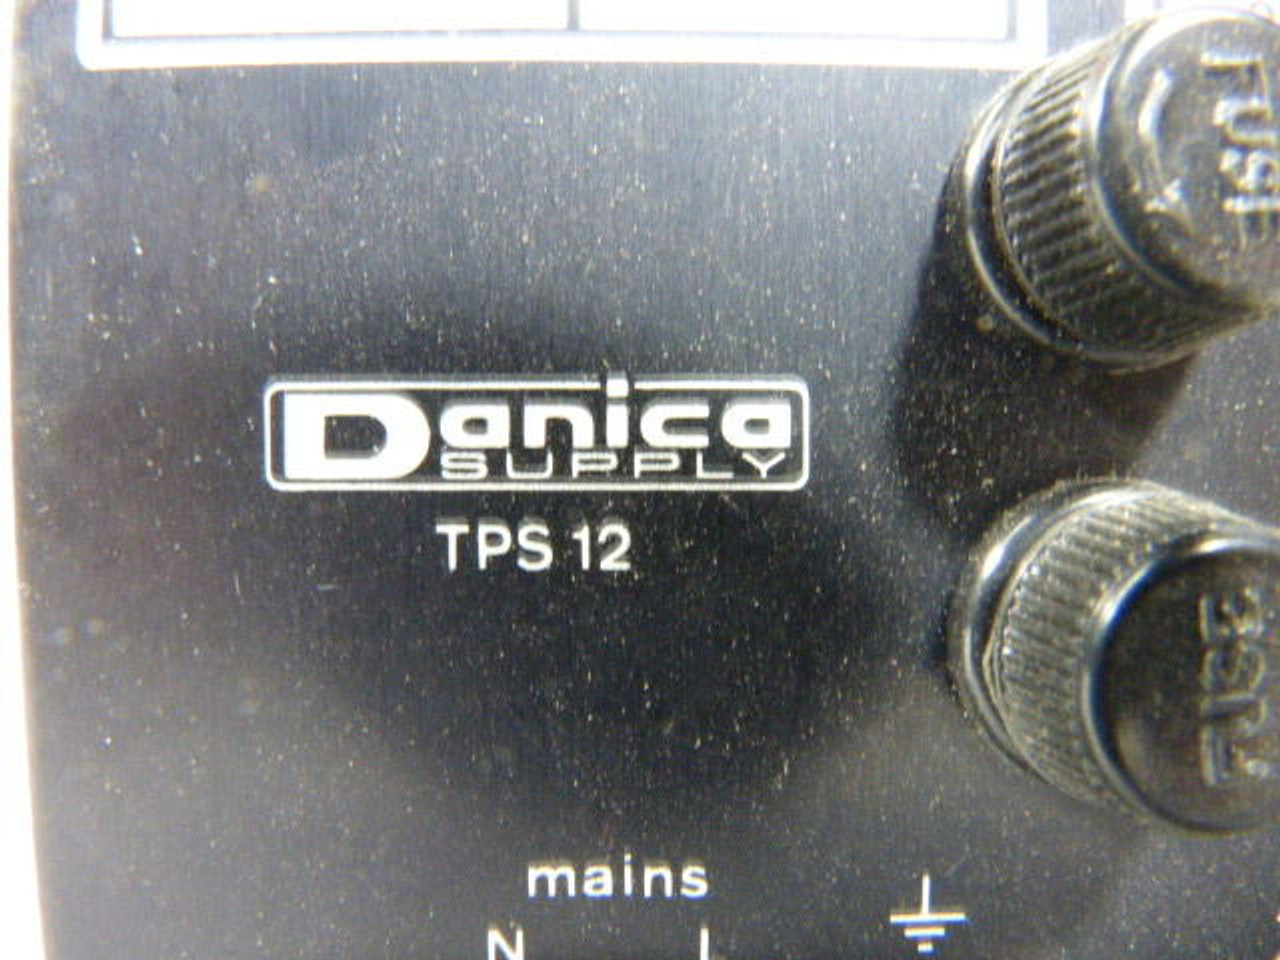 FUSE
Danica
SUPPLY
TPS 12
FUSE
mains
N L